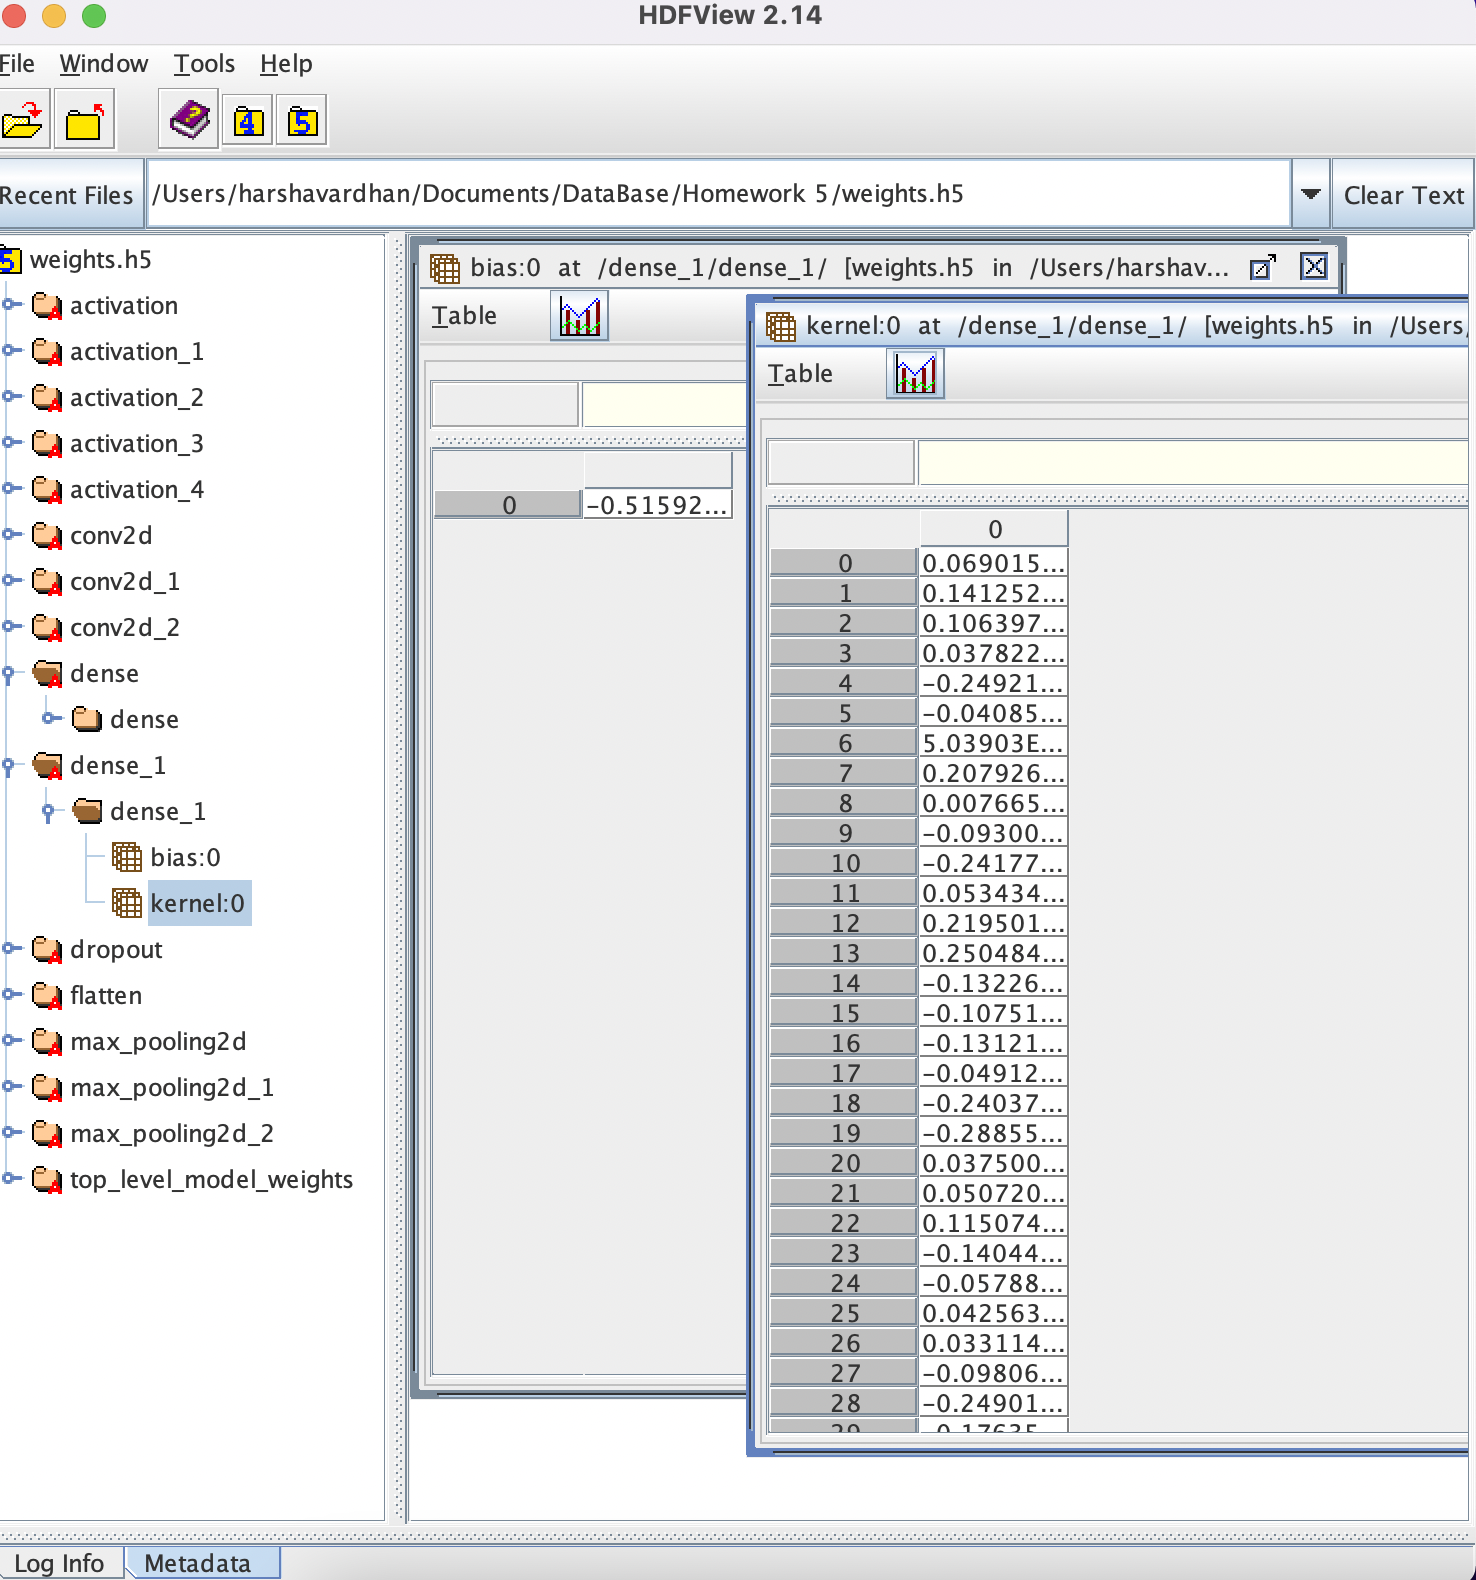 HDFView 2.14
File Window Tools Help
4 5
Recent Files /Users/harshavardhan/Documents/DataBase/Homework 5/weights.h5 Clear Text
5 weights.h5
activation
activation_1
activation_2
activation_3
activation_4
conv2d
conv2d_1
conv2d_2
dense
dense
dense_1
dense_1
bias:0
kernel:0
dropout
flatten
max_pooling2d
max_pooling2d_1
max_pooling2d_2
top_level_model_weights
bias:0 at /dense_1/dense_1/ [weights.h5 in /Users/harshav...
Table
0 -0.51592...
kernel:0 at /dense_1/dense_1/ [weights.h5 in /Users/
Table
0
0 0.069015...
1 0.141252...
2 0.106397...
3 0.037822...
4 -0.24921...
5 -0.04085...
6 5.03903E...
7 0.207926...
8 0.007665...
9 -0.09300...
10 -0.24177...
11 0.053434...
12 0.219501...
13 0.250484...
14 -0.13226...
15 -0.10751...
16 -0.13121...
17 -0.04912...
18 -0.24037...
19 -0.28855...
20 0.037500...
21 0.050720...
22 0.115074...
23 -0.14044...
24 -0.05788...
25 0.042563...
26 0.033114...
27 -0.09806...
28 -0.24901...
Log Info Metadata